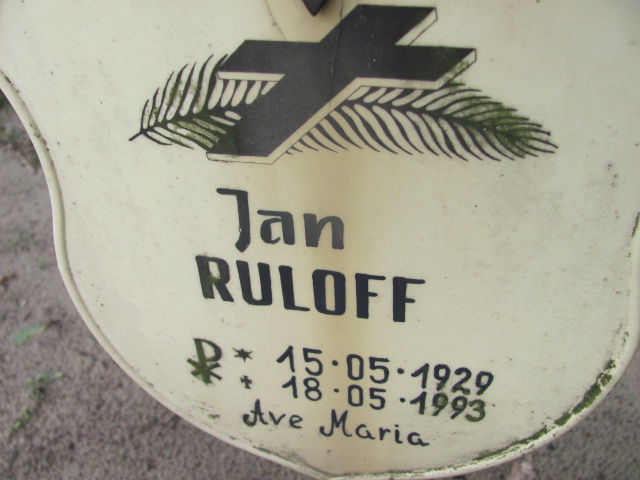 Jan
RULOFF
☧ * 15·05·1929
✝ 18·05·1993
Ave Maria